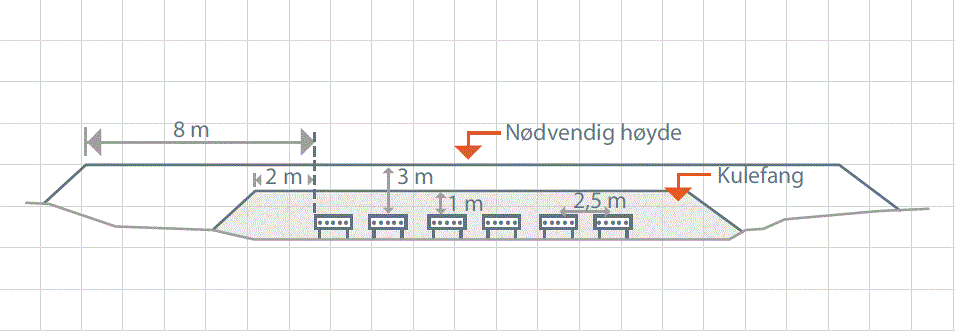 Nødvendig høyde
8 m
2 m
3 m
Kulefang
1 m
2,5 m